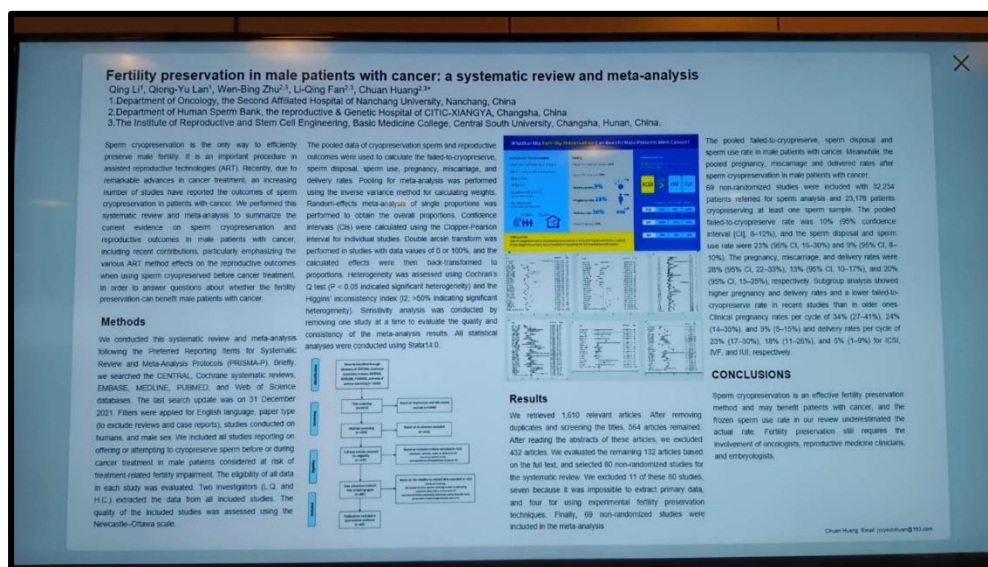 Fertility preservation in male patients with cancer: a systematic review and meta-analysis
Qing Li¹, Qiong-Yu Lan¹, Wen-Bing Zhu²,³, Li-Qing Fan²,³, Chuan Huang²,³*
1.Department of Oncology, the Second Affiliated Hospital of Nanchang University, Nanchang, China
2.Department of Human Sperm Bank, the reproductive & Genetic Hospital of CITIC-XIANGYA, Changsha, China
3.The Institute of Reproductive and Stem Cell Engineering, Basic Medicine College, Central South University, Changsha, Hunan, China.
Sperm cryopreservation is the only way to efficiently
preserve male fertility. It is an important procedure in
assisted reproductive technologies (ART). Recently, due to
remarkable advances in cancer treatment, an increasing
number of studies have reported the outcomes of sperm
cryopreservation in patients with cancer. We performed this
systematic review and meta-analysis to summarize the
current evidence on sperm cryopreservation and
reproductive outcomes in male patients with cancer,
including recent contributions, particularly emphasizing the
various ART method effects on the reproductive outcomes
when using sperm cryopreserved before cancer treatment.
In order to answer questions about whether the fertility
preservation can benefit male patients with cancer.
Methods
We conducted this systematic review and meta-analysis
following the Preferred Reporting Items for Systematic
Review and Meta-Analysis Protocols (PRISMA-P). Briefly,
we searched the CENTRAL, Cochrane systematic reviews,
EMBASE, MEDLINE, PUBMED, and Web of Science
databases. The last search update was on 31 December
2021. Filters were applied for English language, paper type
(to exclude reviews and case reports), studies conducted on
humans, and male sex. We included all studies reporting on
offering or attempting to cryopreserve sperm before or during
cancer treatment in male patients considered at risk of
treatment-related fertility impairment. The eligibility of all data
in each study was evaluated. Two investigators (L.Q. and
H.C.) extracted the data from all included studies. The
quality of the included studies was assessed using the
Newcastle–Ottawa scale.
The pooled data of cryopreservation sperm and reproductive
outcomes were used to calculate the failed-to-cryopreserve,
sperm disposal, sperm use, pregnancy, miscarriage, and
delivery rates. Pooling for meta-analysis was performed
using the inverse variance method for calculating weights.
Random-effects meta-analysis of single proportions was
performed to obtain the overall proportions. Confidence
intervals (CIs) were calculated using the Clopper-Pearson
interval for individual studies. Double arcsin transform was
performed in studies with data values of 0 or 100%, and the
calculated effects were then back-transformed to
proportions. Heterogeneity was assessed using Cochran's
Q test (P < 0.05 indicated significant heterogeneity) and the
Higgins' inconsistency index (I2, >50% indicating significant
heterogeneity). Sensitivity analysis was conducted by
removing one study at a time to evaluate the quality and
consistency of the meta-analysis results. All statistical
analyses were conducted using Stata14.0.
Whether the Fertility Preservation Can Benefit Male Patients With Cancer?
ICSI > IVF IUI
Results
We retrieved 1,610 relevant articles. After removing
duplicates and screening the titles, 564 articles remained.
After reading the abstracts of these articles, we excluded
432 articles. We evaluated the remaining 132 articles based
on the full text, and selected 80 non-randomized studies for
the systematic review. We excluded 11 of these 80 studies,
seven because it was impossible to extract primary data,
and four for using experimental fertility preservation
techniques. Finally, 69 non-randomized studies were
included in the meta-analysis
The pooled failed-to-cryopreserve, sperm disposal and
sperm use rate in male patients with cancer. Meanwhile, the
pooled pregnancy, miscarriage and delivered rates after
sperm cryopreservation in male patients with cancer.
69 non-randomized studies were included with 32,234
patients referred for sperm analysis and 23,178 patients
cryopreserving at least one sperm sample. The pooled
failed-to-cryopreserve rate was 10% (95% confidence
interval [CI], 8–12%), and the sperm disposal and sperm
use rate were 23% (95% CI, 16–30%) and 9% (95% CI, 8–
10%). The pregnancy, miscarriage, and delivery rates were
28% (95% CI, 22–33%), 13% (95% CI, 10–17%), and 20%
(95% CI, 15–25%), respectively. Subgroup analysis showed
higher pregnancy and delivery rates and a lower failed-to-
cryopreserve rate in recent studies than in older ones.
Clinical pregnancy rates per cycle of 34% (27–41%), 24%
(14–35%), and 9% (5–15%) and delivery rates per cycle of
23% (17–30%), 18% (11–26%), and 5% (1–9%) for ICSI,
IVF, and IUI, respectively.
CONCLUSIONS
Sperm cryopreservation is an effective fertility preservation
method and may benefit patients with cancer, and the
frozen sperm use rate in our review underestimated the
actual rate. Fertility preservation still requires the
involvement of oncologists, reproductive medicine clinicians,
and embryologists.